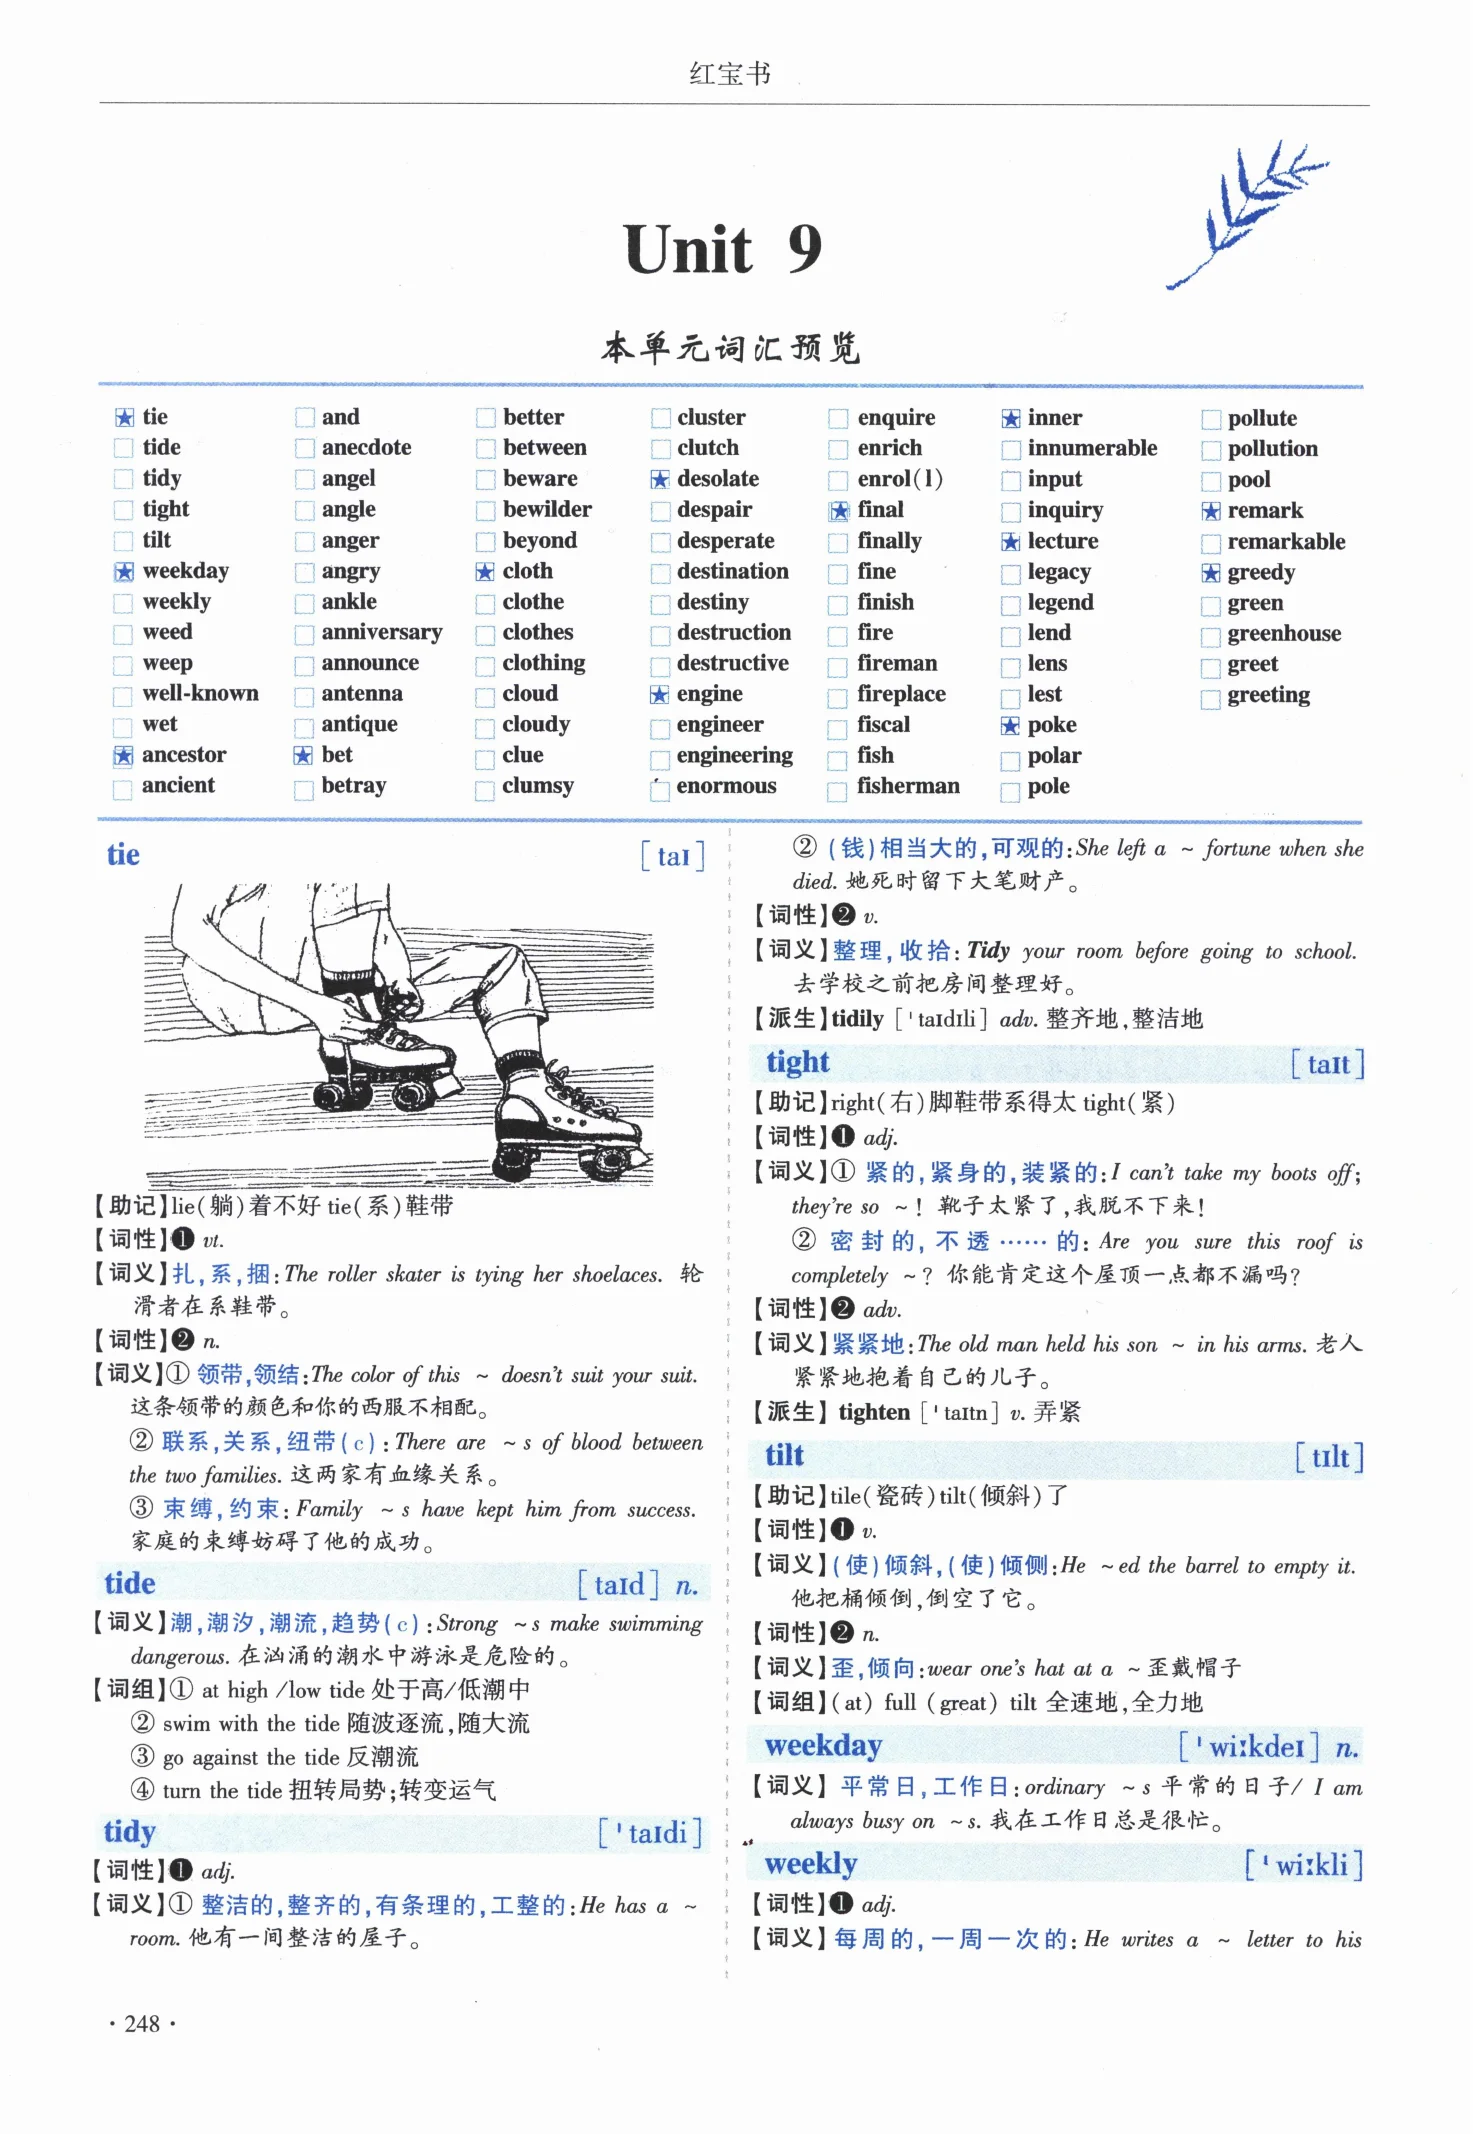 红宝书
Unit 9
本单元词汇预览
tie and better cluster enquire inner pollute
tide anecdote between clutch enrich innumerable pollution
tidy angel beware desolate enrol(l) input pool
tight angle bewilder despair final inquiry remark
tilt anger beyond desperate finally lecture remarkable
weekday angry cloth destination fine legacy greedy
weekly ankle clothe destiny finish legend green
weed anniversary clothes destruction fire lend greenhouse
weep announce clothing destructive fireman lens greet
well-known antenna cloud engine fireplace lest greeting
wet antique cloudy engineer fiscal poke
ancestor bet clue engineering fish polar
ancient betray clumsy enormous fisherman pole
tie [taɪ]
【助记】lie(躺)着不好 tie(系)鞋带
【词性】❶ vt.
【词义】扎,系,捆:The roller skater is tying her shoelaces. 轮
滑者在系鞋带。
【词性】❷ n.
【词义】① 领带,领结:The color of this ~ doesn't suit your suit.
这条领带的颜色和你的西服不相配。
② 联系,关系,纽带(c):There are ~s of blood between
the two families. 这两家有血缘关系。
③ 束缚,约束:Family ~s have kept him from success.
家庭的束缚妨碍了他的成功。
tide [taɪd] n.
【词义】潮,潮汐,潮流,趋势(c):Strong ~s make swimming
dangerous. 在汹涌的潮水中游泳是危险的。
【词组】① at high /low tide 处于高/低潮中
② swim with the tide 随波逐流,随大流
③ go against the tide 反潮流
④ turn the tide 扭转局势;转变运气
tidy [ˈtaɪdi]
【词性】❶ adj.
【词义】① 整洁的,整齐的,有条理的,工整的:He has a ~
room. 他有一间整洁的屋子。
② (钱)相当大的,可观的:She left a ~ fortune when she
died. 她死时留下大笔财产。
【词性】❷ v.
【词义】整理,收拾:Tidy your room before going to school.
去学校之前把房间整理好。
【派生】tidily [ˈtaɪdɪli] adv. 整齐地,整洁地
tight [taɪt]
【助记】right(右)脚鞋带系得太 tight(紧)
【词性】❶ adj.
【词义】① 紧的,紧身的,装紧的:I can't take my boots off;
they're so ~! 靴子太紧了,我脱不下来!
② 密封的,不透……的:Are you sure this roof is
completely ~? 你能肯定这个屋顶一点都不漏吗?
【词性】❷ adv.
【词义】紧紧地:The old man held his son ~ in his arms. 老人
紧紧地抱着自己的儿子。
【派生】tighten [ˈtaɪtn] v. 弄紧
tilt [tɪlt]
【助记】tile(瓷砖)tilt(倾斜)了
【词性】❶ v.
【词义】(使)倾斜,(使)倾侧:He ~ed the barrel to empty it.
他把桶倾倒,倒空了它。
【词性】❷ n.
【词义】歪,倾向:wear one's hat at a ~歪戴帽子
【词组】(at) full (great) tilt 全速地,全力地
weekday [ˈwiːkdeɪ] n.
【词义】平常日,工作日:ordinary ~s 平常的日子/ I am
always busy on ~s. 我在工作日总是很忙。
weekly [ˈwiːkli]
【词性】❶ adj.
【词义】每周的,一周一次的:He writes a ~ letter to his
· 248 ·